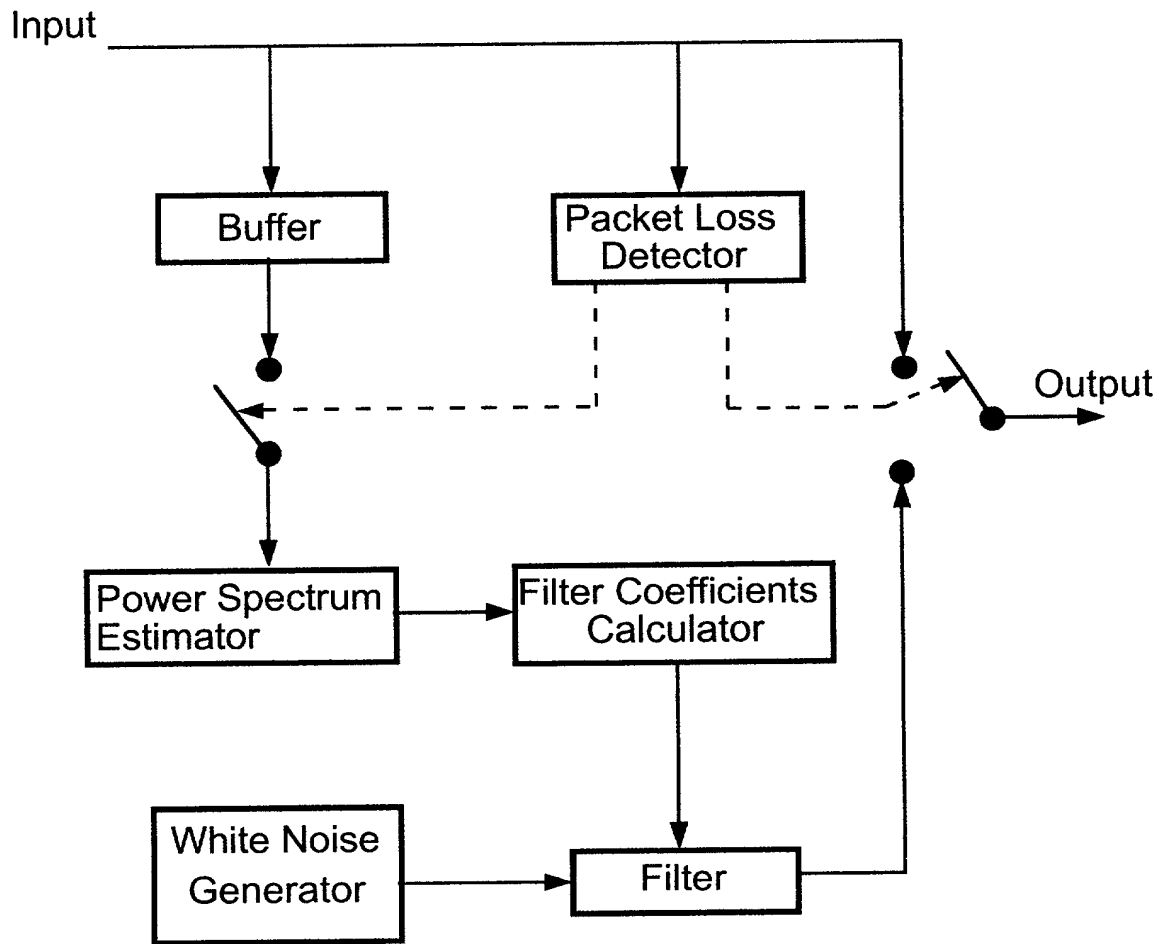 Input
Buffer
Packet Loss
Detector
Output
Power Spectrum
Estimator
Filter Coefficients
Calculator
White Noise
Generator
Filter